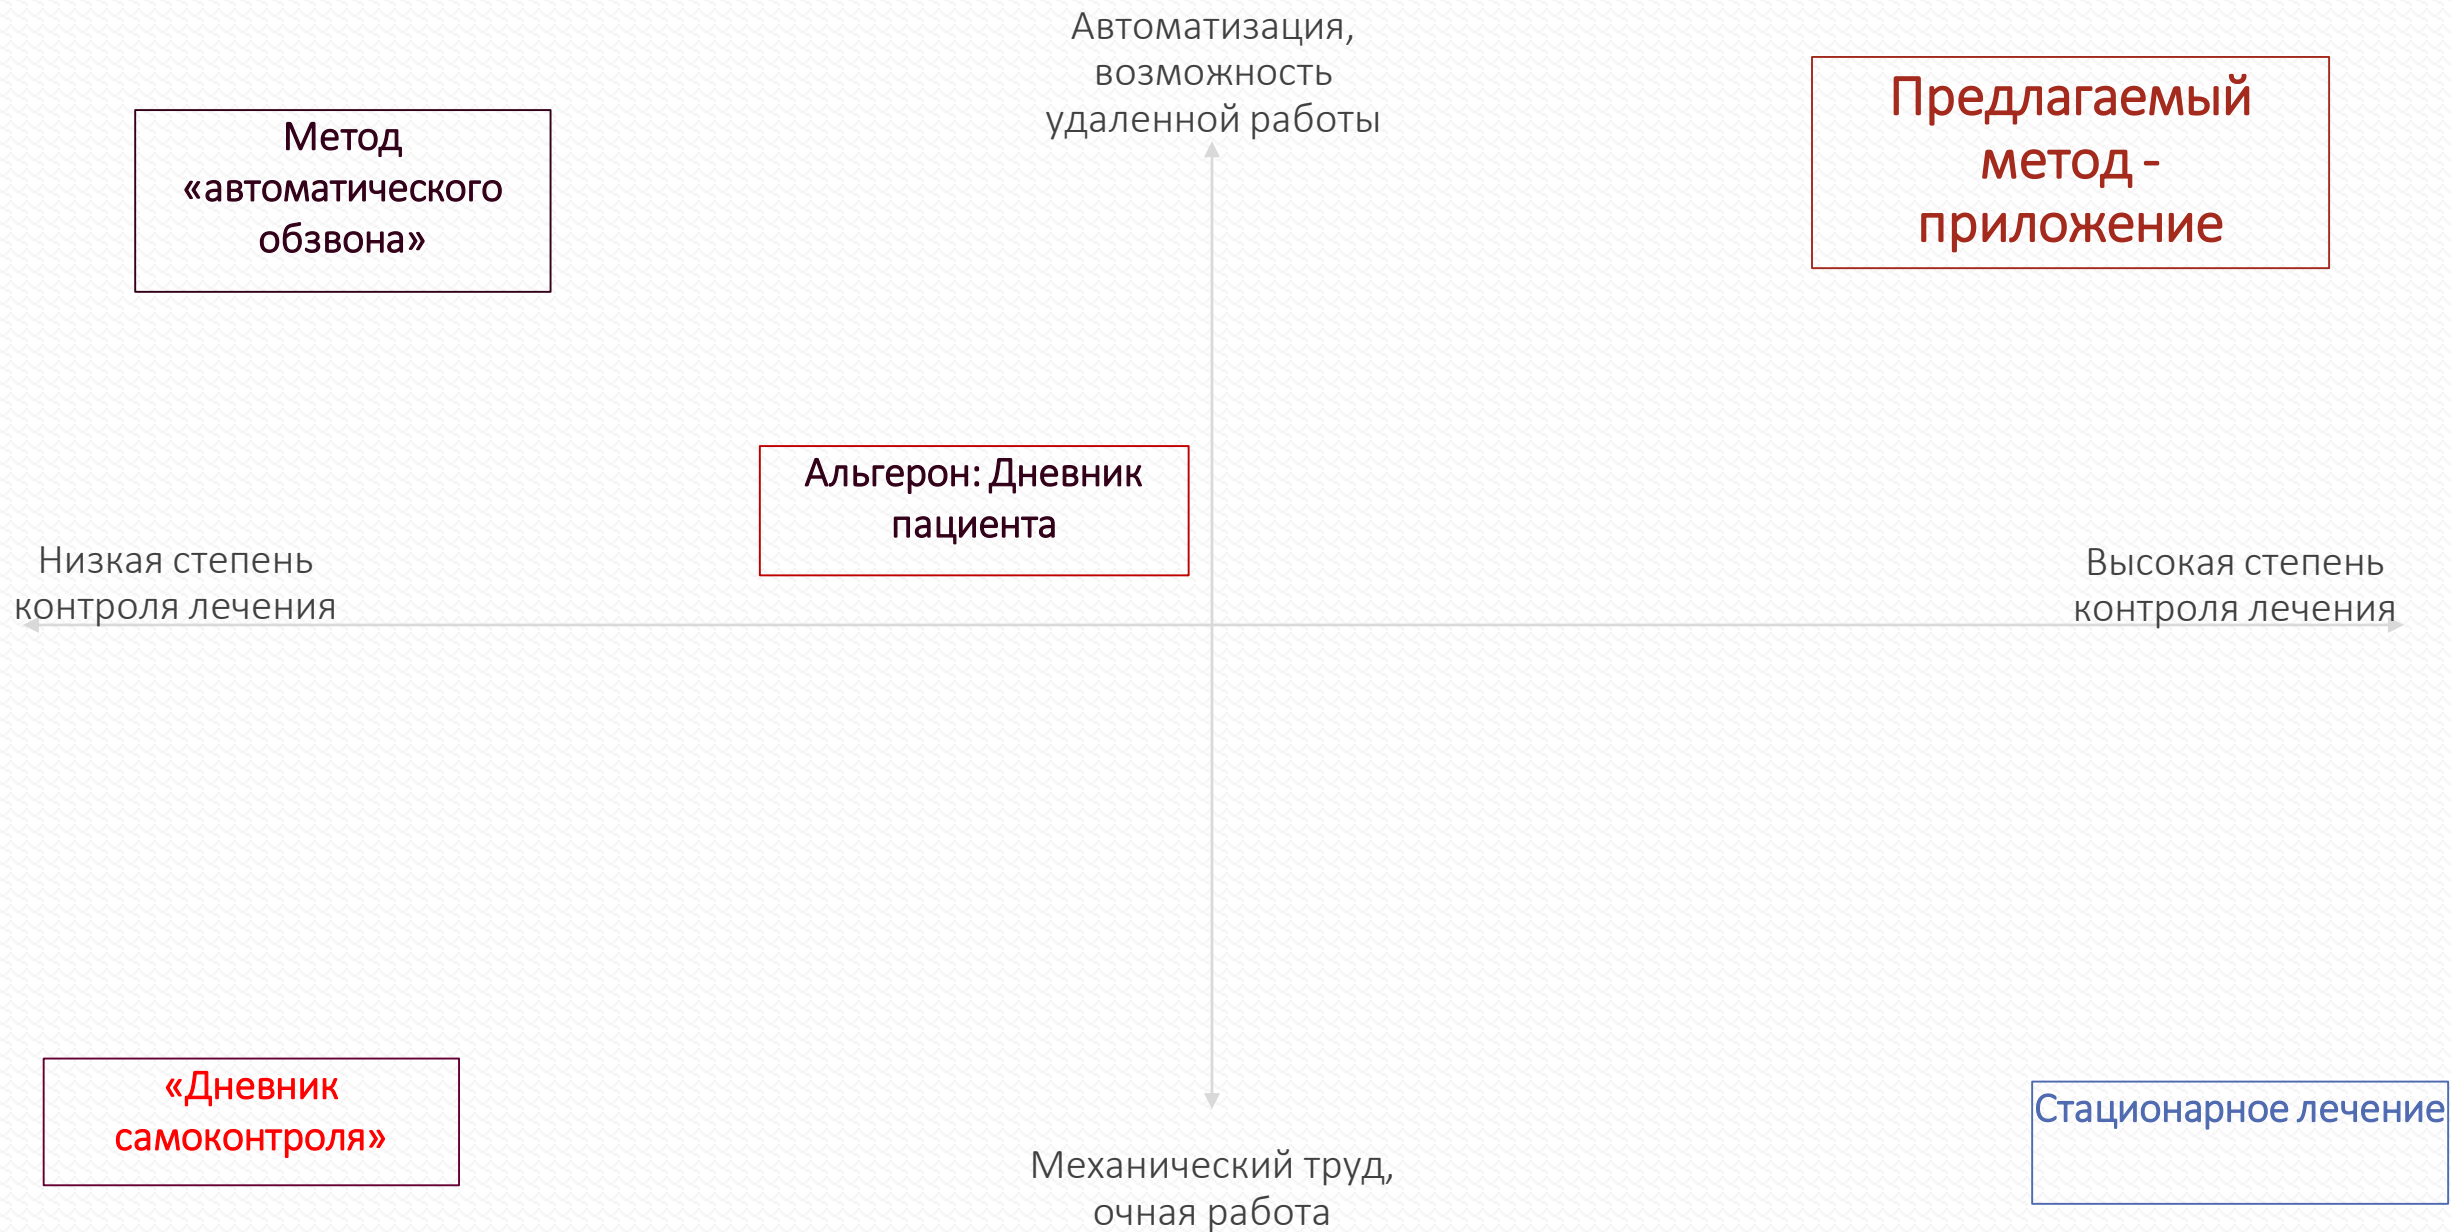 Автоматизация,
возможность
удаленной работы
Метод
«автоматического
обзвона»
Предлагаемый
метод -
приложение
Альгерон: Дневник
пациента
Низкая степень
контроля лечения
Высокая степень
контроля лечения
«Дневник
самоконтроля»
Стационарное лечение
Механический труд,
очная работа